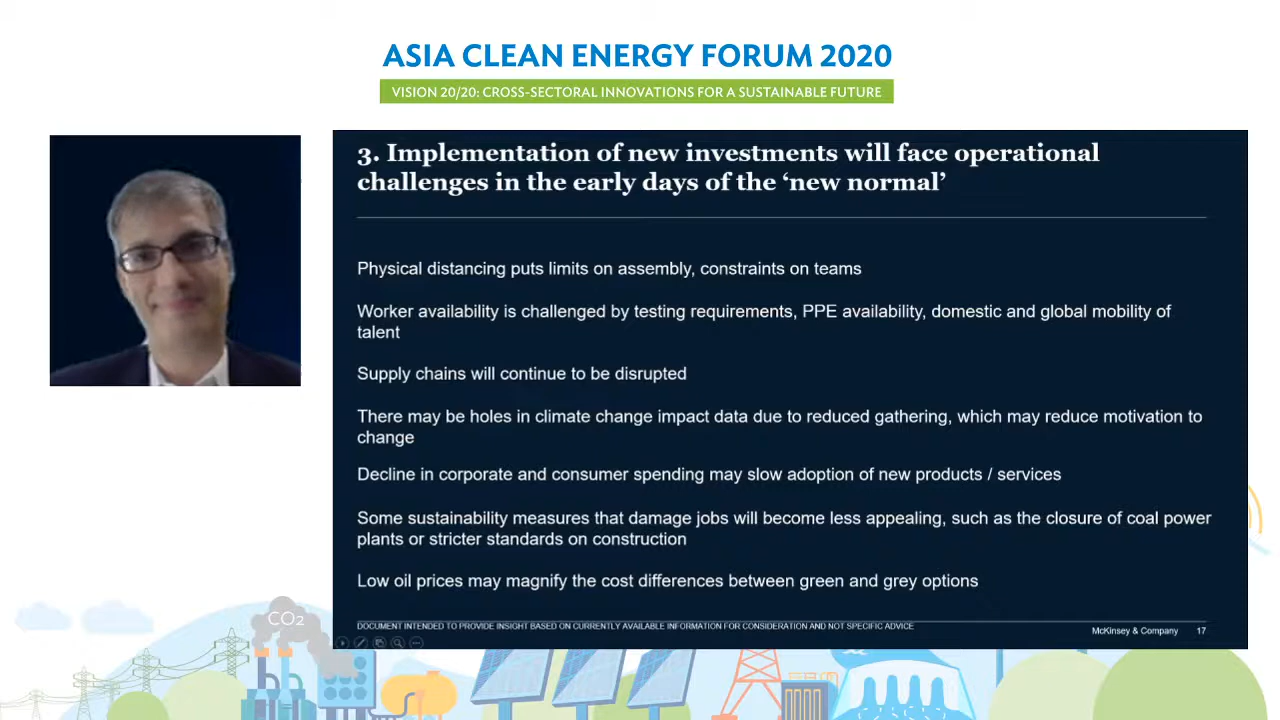 ASIA CLEAN ENERGY FORUM 2020
VISION 20/20: CROSS-SECTORAL INNOVATIONS FOR A SUSTAINABLE FUTURE
3. Implementation of new investments will face operational
challenges in the early days of the ‘new normal’
Physical distancing puts limits on assembly, constraints on teams
Worker availability is challenged by testing requirements, PPE availability, domestic and global mobility of
talent
Supply chains will continue to be disrupted
There may be holes in climate change impact data due to reduced gathering, which may reduce motivation to
change
Decline in corporate and consumer spending may slow adoption of new products / services
Some sustainability measures that damage jobs will become less appealing, such as the closure of coal power
plants or stricter standards on construction
Low oil prices may magnify the cost differences between green and grey options
DOCUMENT INTENDED TO PROVIDE INSIGHT BASED ON CURRENTLY AVAILABLE INFORMATION FOR CONSIDERATION AND NOT SPECIFIC ADVICE
McKinsey & Company 17
CO2